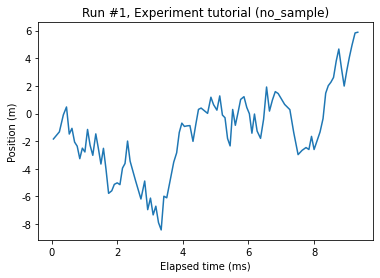 Run #1, Experiment tutorial (no_sample)
6
4
2
0
-2
-4
-6
-8
Position (m)
0 2 4 6 8
Elapsed time (ms)